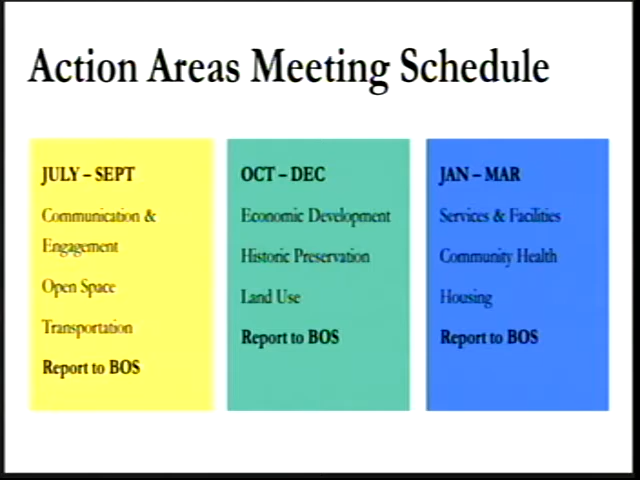 Action Areas Meeting Schedule
JULY – SEPT
Communication &
Engagement
Open Space
Transportation
Report to BOS
OCT – DEC
Economic Development
Historic Preservation
Land Use
Report to BOS
JAN – MAR
Services & Facilities
Community Health
Housing
Report to BOS